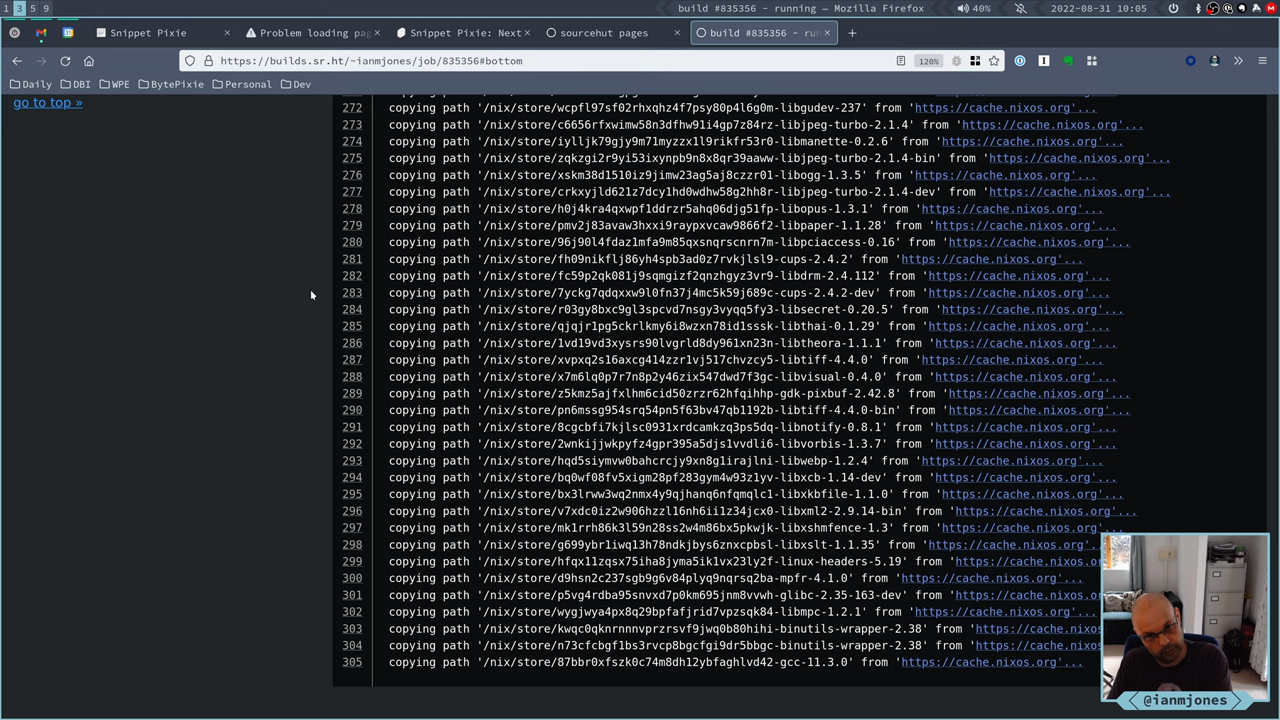 1 3 5 9
build #835356 - running — Mozilla Firefox
40%
2022-08-31 10:05
Snippet Pixie
Problem loading pag
Snippet Pixie: Next
sourcehut pages
build #835356 - run
https://builds.sr.ht/~ianmjones/job/835356#bottom
120%
Daily DBI WPE BytePixie Personal Dev
go to top »
272 copying path '/nix/store/wcpfl97sf02rhxqhz4f7psy80p4l6g0m-libgudev-237' from 'https://cache.nixos.org'...
273 copying path '/nix/store/c6656rfxwimw58n3dfhw91i4gp7z84rz-libjpeg-turbo-2.1.4' from 'https://cache.nixos.org'...
274 copying path '/nix/store/iylljk79gjy9m71myzzx1l9rikfr53r0-libmanette-0.2.6' from 'https://cache.nixos.org'...
275 copying path '/nix/store/zqkzgi2r9yi53ixynpb9n8x8qr39aaww-libjpeg-turbo-2.1.4-bin' from 'https://cache.nixos.org'...
276 copying path '/nix/store/xskm38d1510iz9jimw23ag5aj8czzr01-libogg-1.3.5' from 'https://cache.nixos.org'...
277 copying path '/nix/store/crkxyjld621z7dcy1hd0wdhw58g2hh8r-libjpeg-turbo-2.1.4-dev' from 'https://cache.nixos.org'...
278 copying path '/nix/store/h0j4kra4qxwpf1ddrzr5ahq06djg51fp-libopus-1.3.1' from 'https://cache.nixos.org'...
279 copying path '/nix/store/pmv2j83avaw3hxxi9raypxvcaw9866f2-libpaper-1.1.28' from 'https://cache.nixos.org'...
280 copying path '/nix/store/96j90l4fdaz1mfa9m85qxsnqrscnrn7m-libpciaccess-0.16' from 'https://cache.nixos.org'...
281 copying path '/nix/store/fh09nikflj86yh4spb3ad0z7rvkjlsl9-cups-2.4.2' from 'https://cache.nixos.org'...
282 copying path '/nix/store/fc59p2qk081j9sqmgizf2qnzhgyz3vr9-libdrm-2.4.112' from 'https://cache.nixos.org'...
283 copying path '/nix/store/7yckg7qdqxxw9l0fn37j4mc5k59j689c-cups-2.4.2-dev' from 'https://cache.nixos.org'...
284 copying path '/nix/store/r03gy8bxc9gl3spcvd7nsgy3vyqq5fy3-libsecret-0.20.5' from 'https://cache.nixos.org'...
285 copying path '/nix/store/qjqjr1pg5ckrlkmy6i8wzxn78id1sssk-libthai-0.1.29' from 'https://cache.nixos.org'...
286 copying path '/nix/store/1vd19vd3xysrs90lvgrld8dy961xn23n-libtheora-1.1.1' from 'https://cache.nixos.org'...
287 copying path '/nix/store/xvpxq2s16axcg414zzr1vj517chvzcy5-libtiff-4.4.0' from 'https://cache.nixos.org'...
288 copying path '/nix/store/x7m6lq0p7r7n8p2y46zix547dwd7f3gc-libvisual-0.4.0' from 'https://cache.nixos.org'...
289 copying path '/nix/store/z5kmz5ajfxlhm6cid50zrzr62hfqihhp-gdk-pixbuf-2.42.8' from 'https://cache.nixos.org'...
290 copying path '/nix/store/pn6mssg954srq54pn5f63bv47qb1192b-libtiff-4.4.0-bin' from 'https://cache.nixos.org'...
291 copying path '/nix/store/8cgcbfi7kjlsc0931xrdcamkzq3ps5dq-libnotify-0.8.1' from 'https://cache.nixos.org'...
292 copying path '/nix/store/2wnkijjwkpyfz4gpr395a5djs1vvdli6-libvorbis-1.3.7' from 'https://cache.nixos.org'...
293 copying path '/nix/store/hqd5siymvw0bahcrcjy9xn8g1irajlni-libwebp-1.2.4' from 'https://cache.nixos.org'...
294 copying path '/nix/store/bq0wf08fv5xigm28pf283gym4w93z1yv-libxcb-1.14-dev' from 'https://cache.nixos.org'...
295 copying path '/nix/store/bx3lrww3wq2nmx4y9qjhanq6nfqmqlc1-libxkbfile-1.1.0' from 'https://cache.nixos.org'...
296 copying path '/nix/store/v7xdc0iz2w906hzzl16nh6ii1z34jcx0-libxml2-2.9.14-bin' from 'https://cache.nixos.org'...
297 copying path '/nix/store/mk1rrh86k3l59n28ss2w4m86bx5pkwjk-libxshmfence-1.3' from 'https://cache.nixos.org'...
298 copying path '/nix/store/g699ybr1iwq13h78ndkjbys6znxcpbsl-libxslt-1.1.35' from 'https://cache.nixos.org'
299 copying path '/nix/store/hfqx11zqsx75iha8jyma5ik1vx23ly2f-linux-headers-5.19' from 'https://cache.nixos.o
300 copying path '/nix/store/d9hsn2c237sgb9g6v84plyq9nqrsq2ba-mpfr-4.1.0' from 'https://cache.nixos.org'...
301 copying path '/nix/store/p5vg4rdba95snvxd7p0km695jnm8vvwh-glibc-2.35-163-dev' from 'https://cache.nixos.o
302 copying path '/nix/store/wygjwya4px8q29bpfafjrid7vpzsqk84-libmpc-1.2.1' from 'https://cache.nixos.org'...
303 copying path '/nix/store/kwqc0qknrnnnvprzrsvf9jwq0b80hihi-binutils-wrapper-2.38' from 'https://cache.nixos
304 copying path '/nix/store/n73cfcbgf1bs3rvcp8bgcfgi9dr5bbgc-binutils-wrapper-2.38' from 'https://cache.nixos
305 copying path '/nix/store/87bbr0xfszk0c74m8dh12ybfaghlvd42-gcc-11.3.0' from 'https://cache.nixos.org'...
@ianmjones